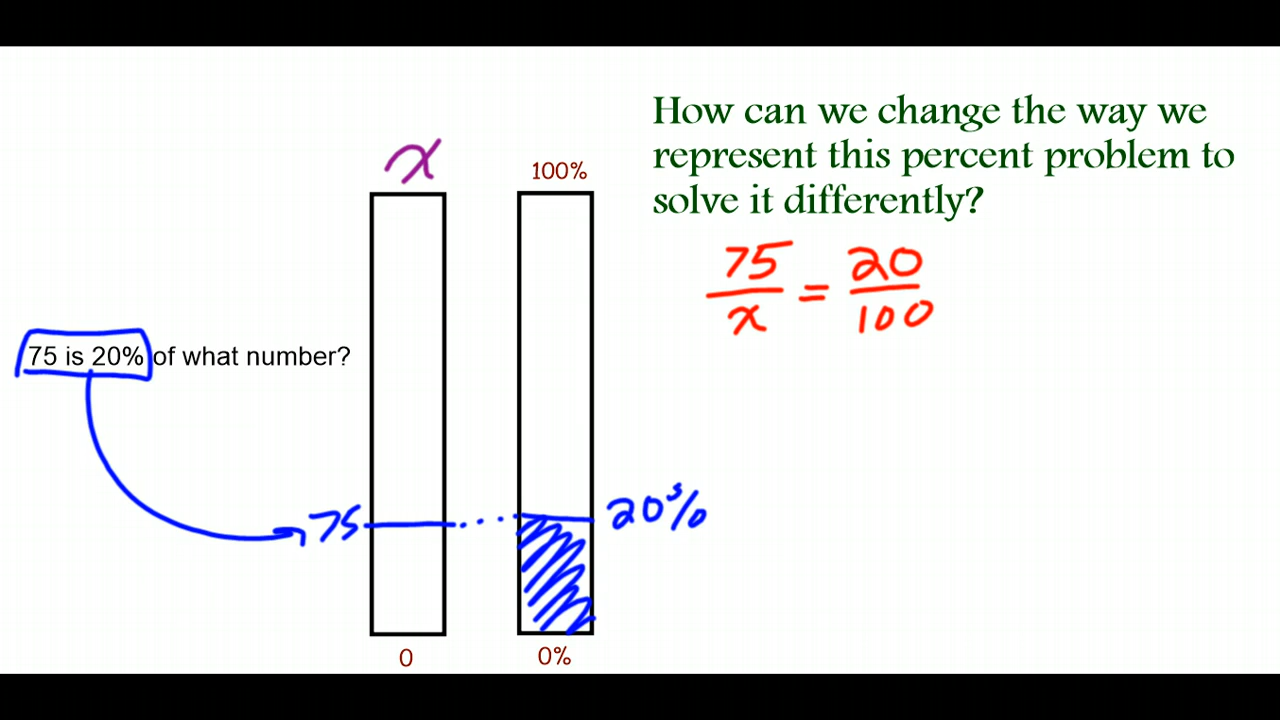 How can we change the way we
represent this percent problem to
solve it differently?
x
100%
75/x = 20/100
75 is 20% of what number?
75
20%
0
0%